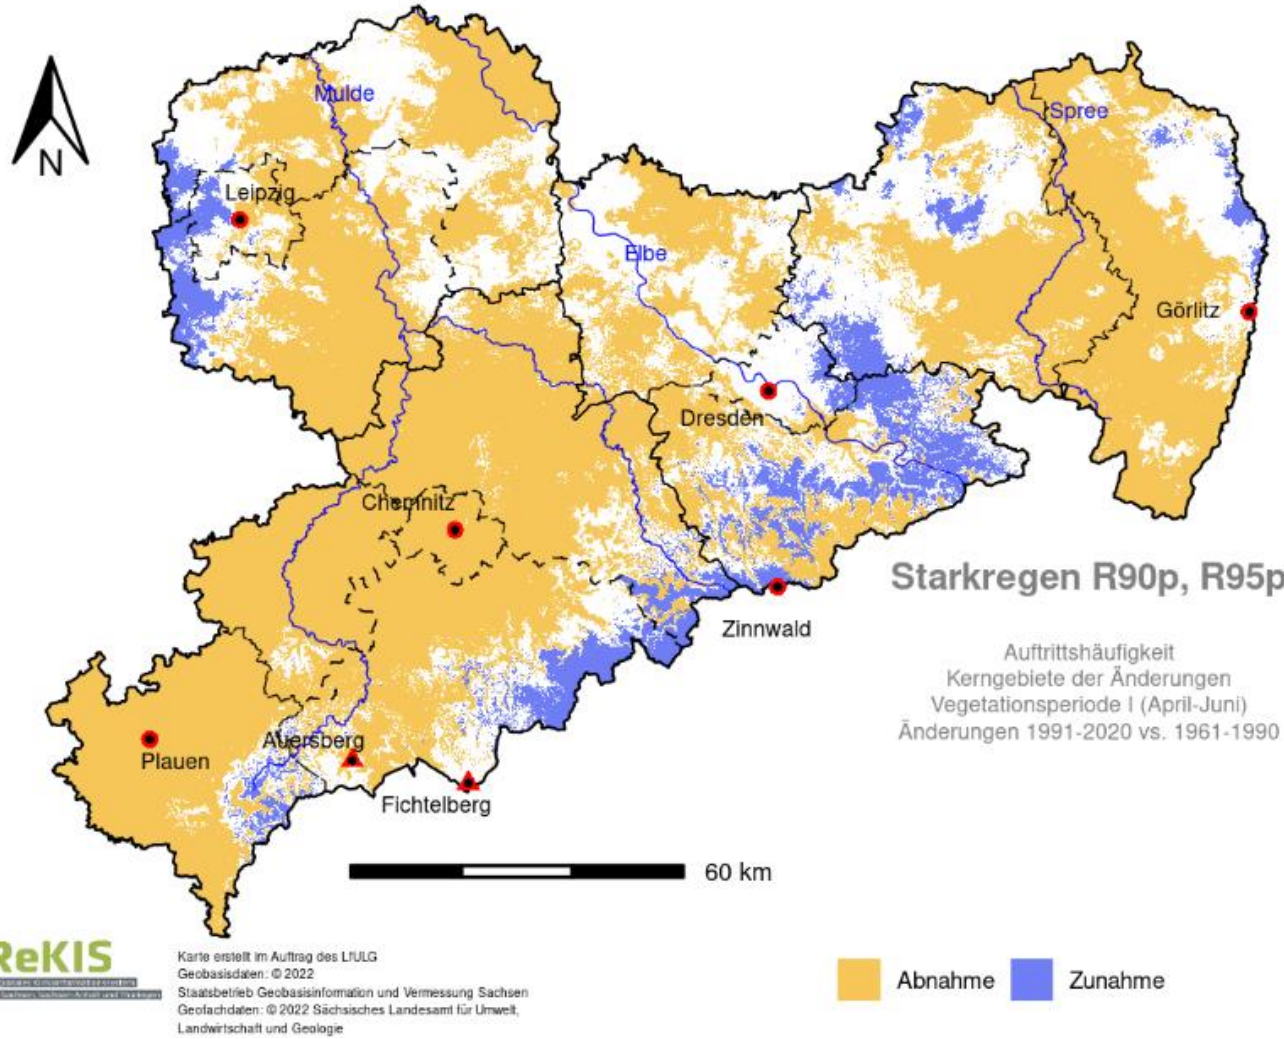 Mulde
Spree
Leipzig
Elbe
Görlitz
Dresden
Chemnitz
Starkregen R90p, R95p
Zinnwald
Auftrittshäufigkeit
Kerngebiete der Änderungen
Vegetationsperiode I (April-Juni)
Änderungen 1991-2020 vs. 1961-1990
Auersberg
Plauen
Fichtelberg
60 km
N
ReKIS
Karte erstellt im Auftrag des LfULG
Geobasisdaten: © 2022
Staatsbetrieb Geobasisinformation und Vermessung Sachsen
Geofachdaten: © 2022 Sächsisches Landesamt für Umwelt,
Landwirtschaft und Geologie
Abnahme
Zunahme